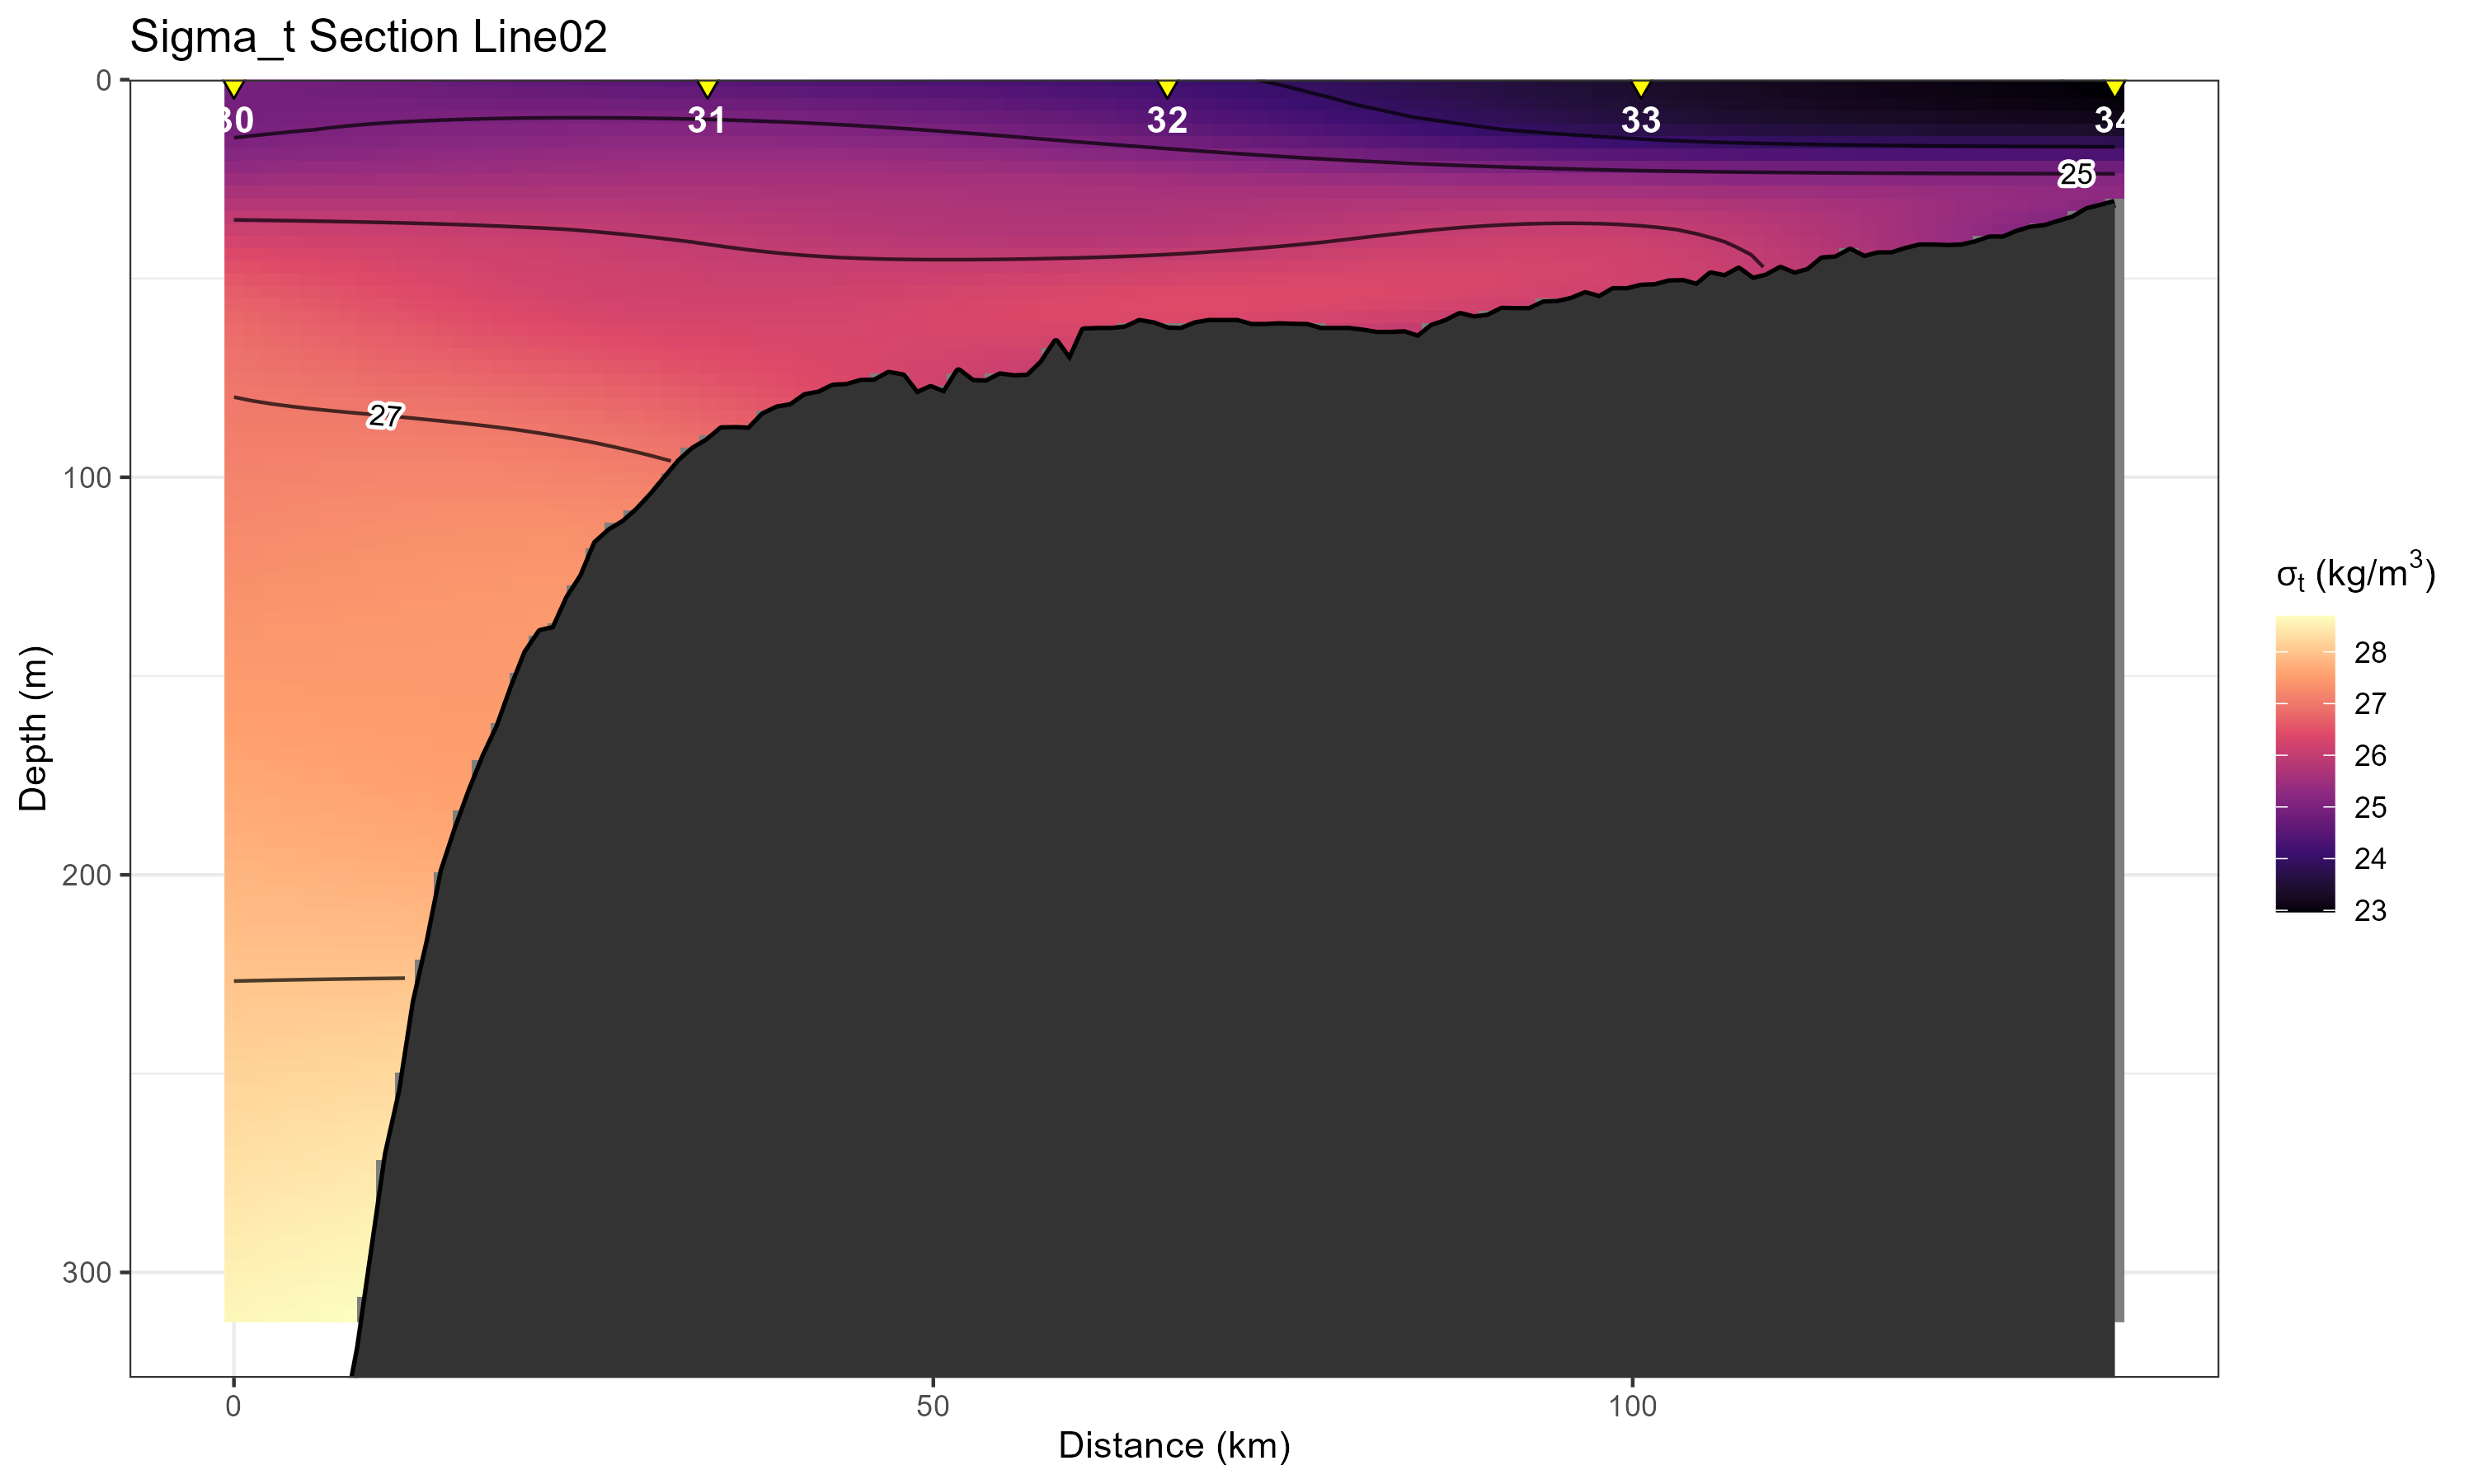 Sigma_t Section Line02
0
30 31 32 33 34
25
27
100
200
300
Depth (m)
0 50 100
Distance (km)
σt (kg/m³)
28
27
26
25
24
23